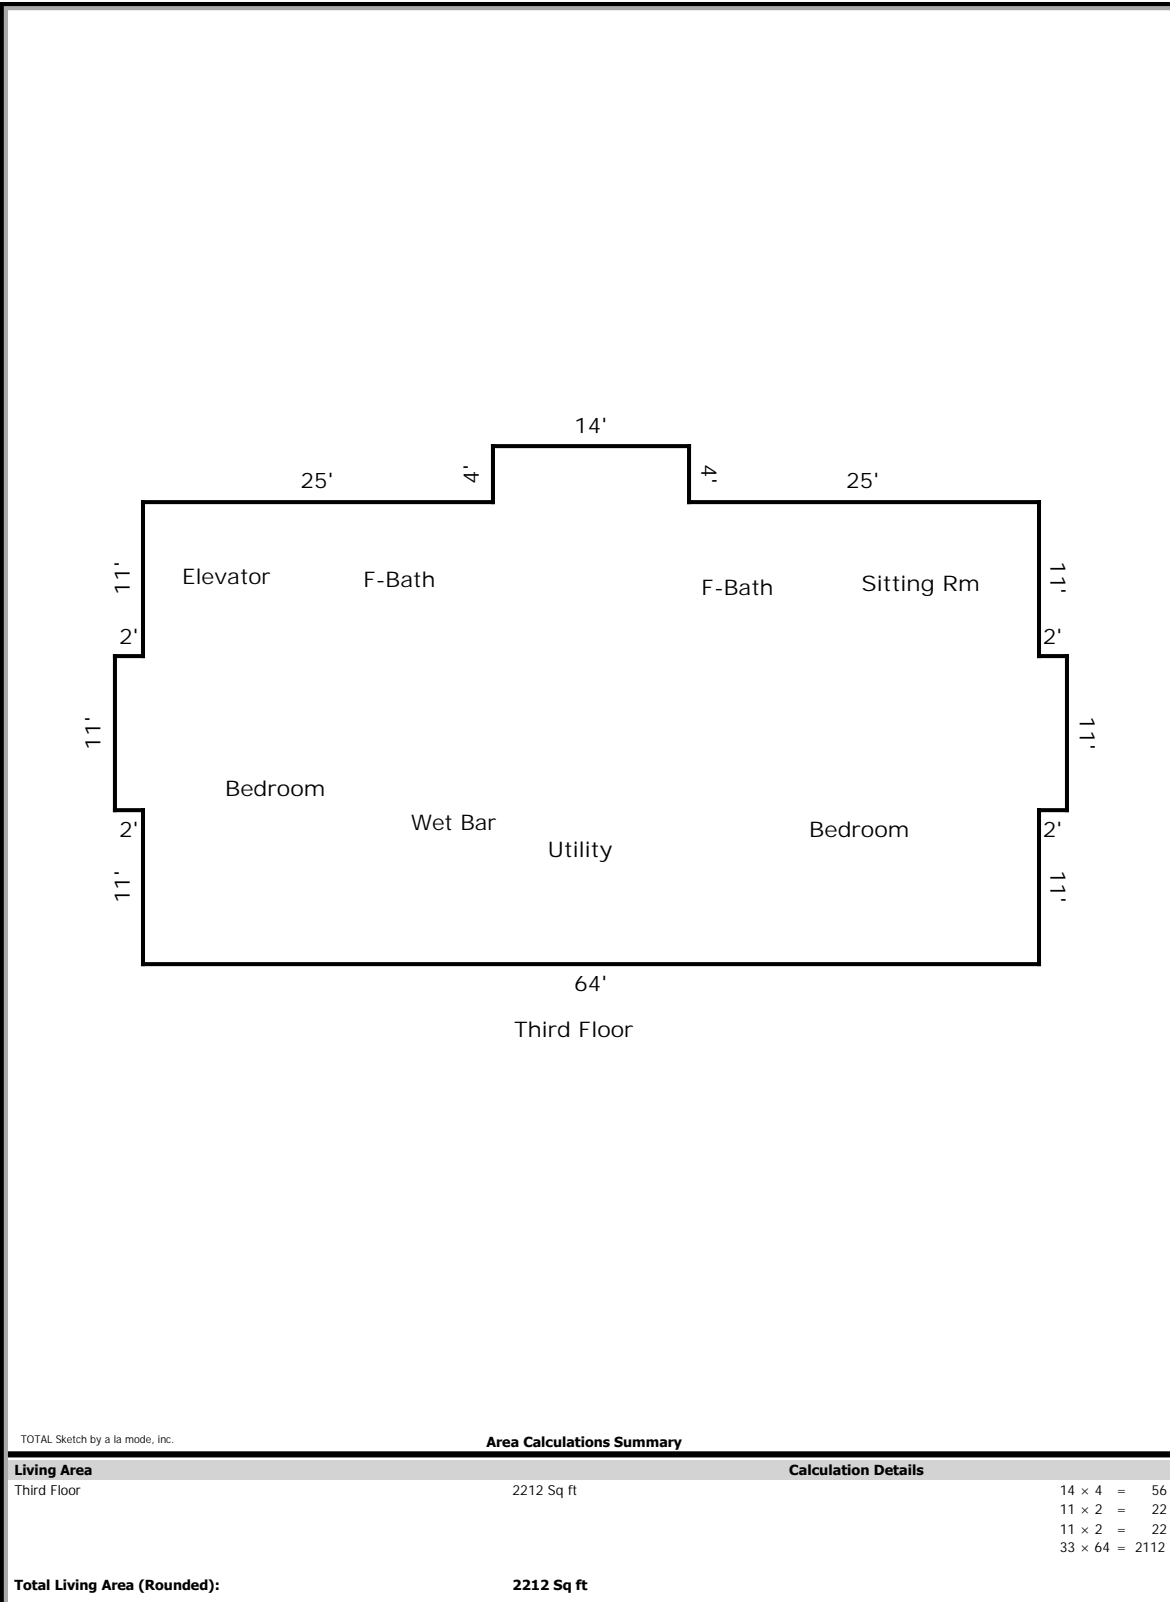 14'
25'
4'
4'
25'
11'
Elevator
F-Bath
F-Bath
Sitting Rm
11'
2'
2'
11'
11'
Bedroom
Wet Bar
Utility
Bedroom
2'
2'
11'
11'
64'
Third Floor
TOTAL Sketch by a la mode, inc.
Area Calculations Summary
Living Area Calculation Details
Third Floor 2212 Sq ft 14 × 4 = 56
11 × 2 = 22
11 × 2 = 22
33 × 64 = 2112
Total Living Area (Rounded): 2212 Sq ft